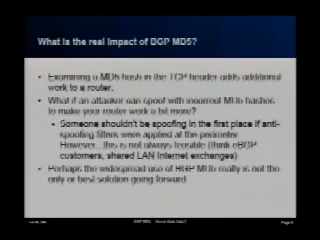 What is the real impact of BGP MD5?
• Examining a MD5 hash in the TCP header adds additional
work to a router.
• What if an attacker can spoof with incorrect MD5 hashes
to make your router work a bit more?
• Someone shouldn't be spoofing in the first place if anti-
spoofing filters were applied at the perimeter
However...this is not always feasible (think eBGP
customers, shared LAN Internet exchanges)
• Perhaps the widespread use of BGP MD5 really is not the
only or best solution going forward
Page